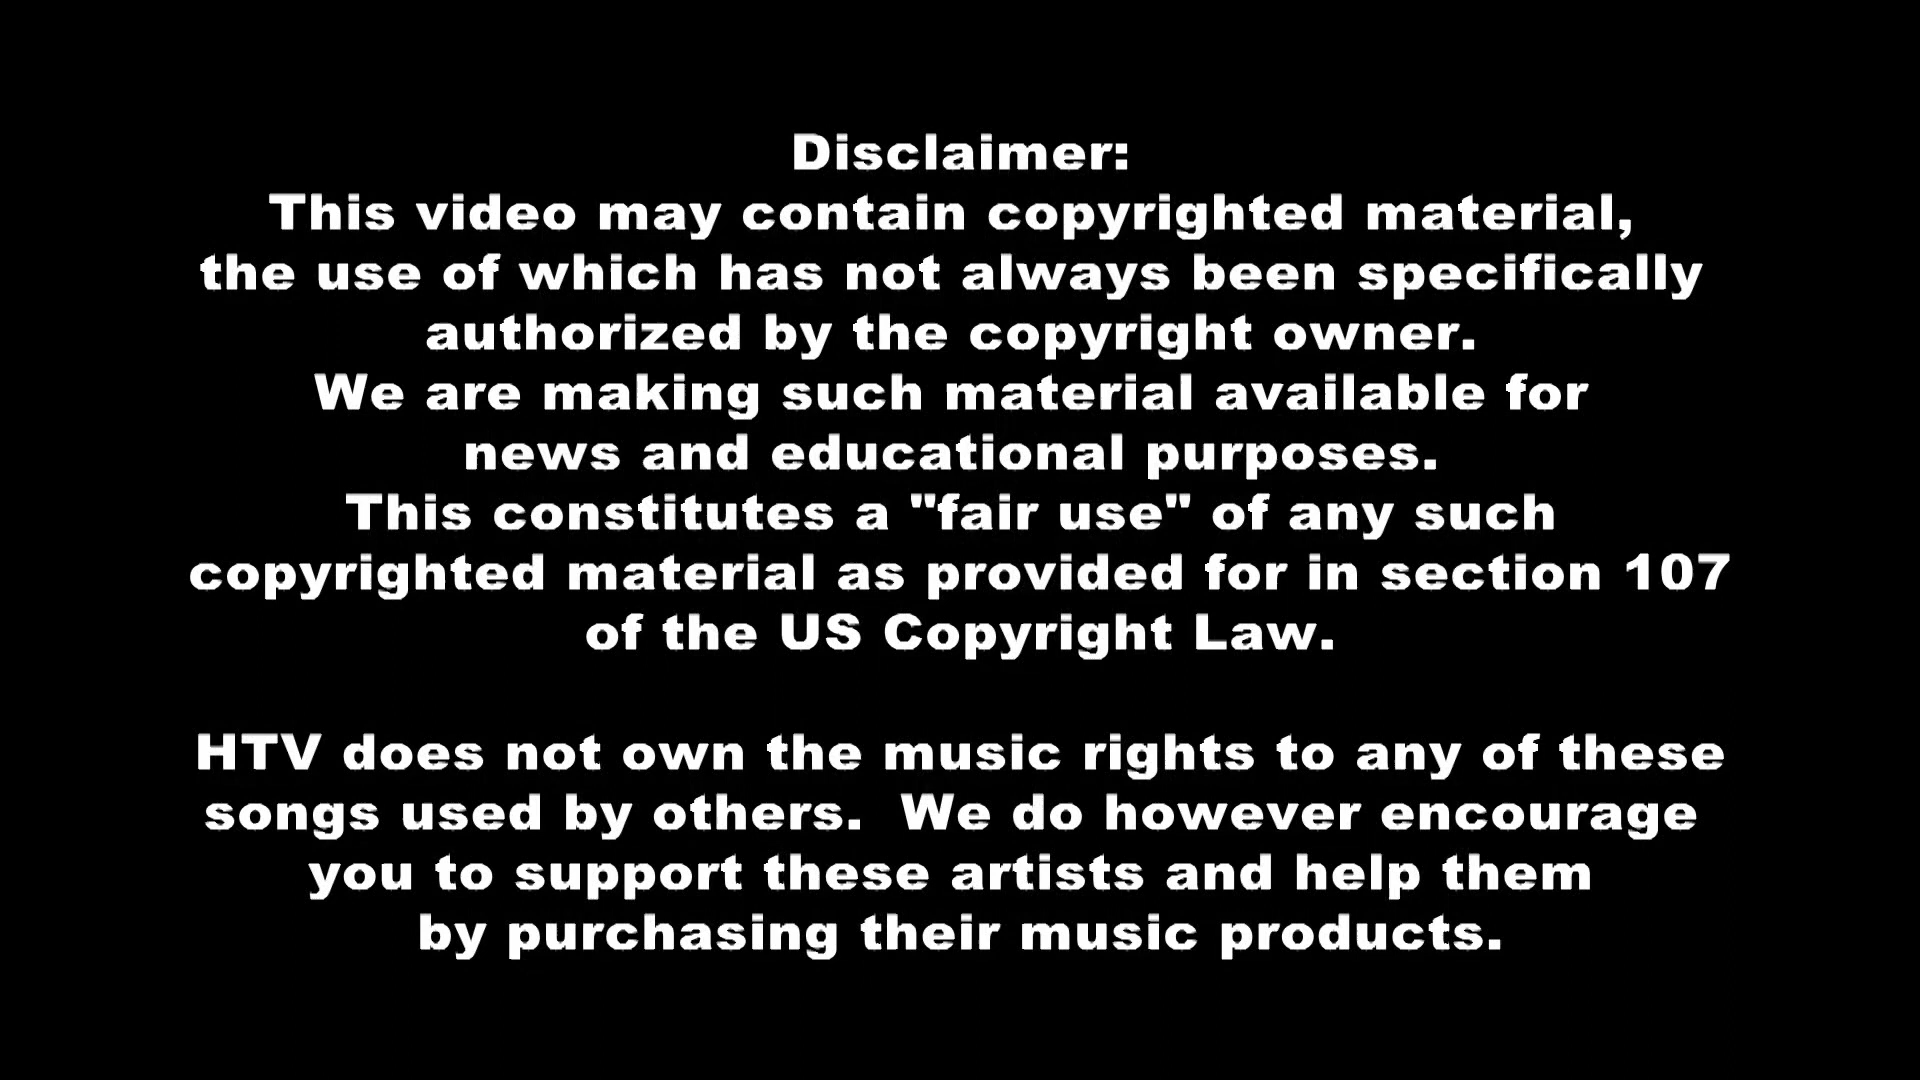 Disclaimer:
This video may contain copyrighted material,
the use of which has not always been specifically
authorized by the copyright owner.
We are making such material available for
news and educational purposes.
This constitutes a "fair use" of any such
copyrighted material as provided for in section 107
of the US Copyright Law.
HTV does not own the music rights to any of these
songs used by others.  We do however encourage
you to support these artists and help them
by purchasing their music products.